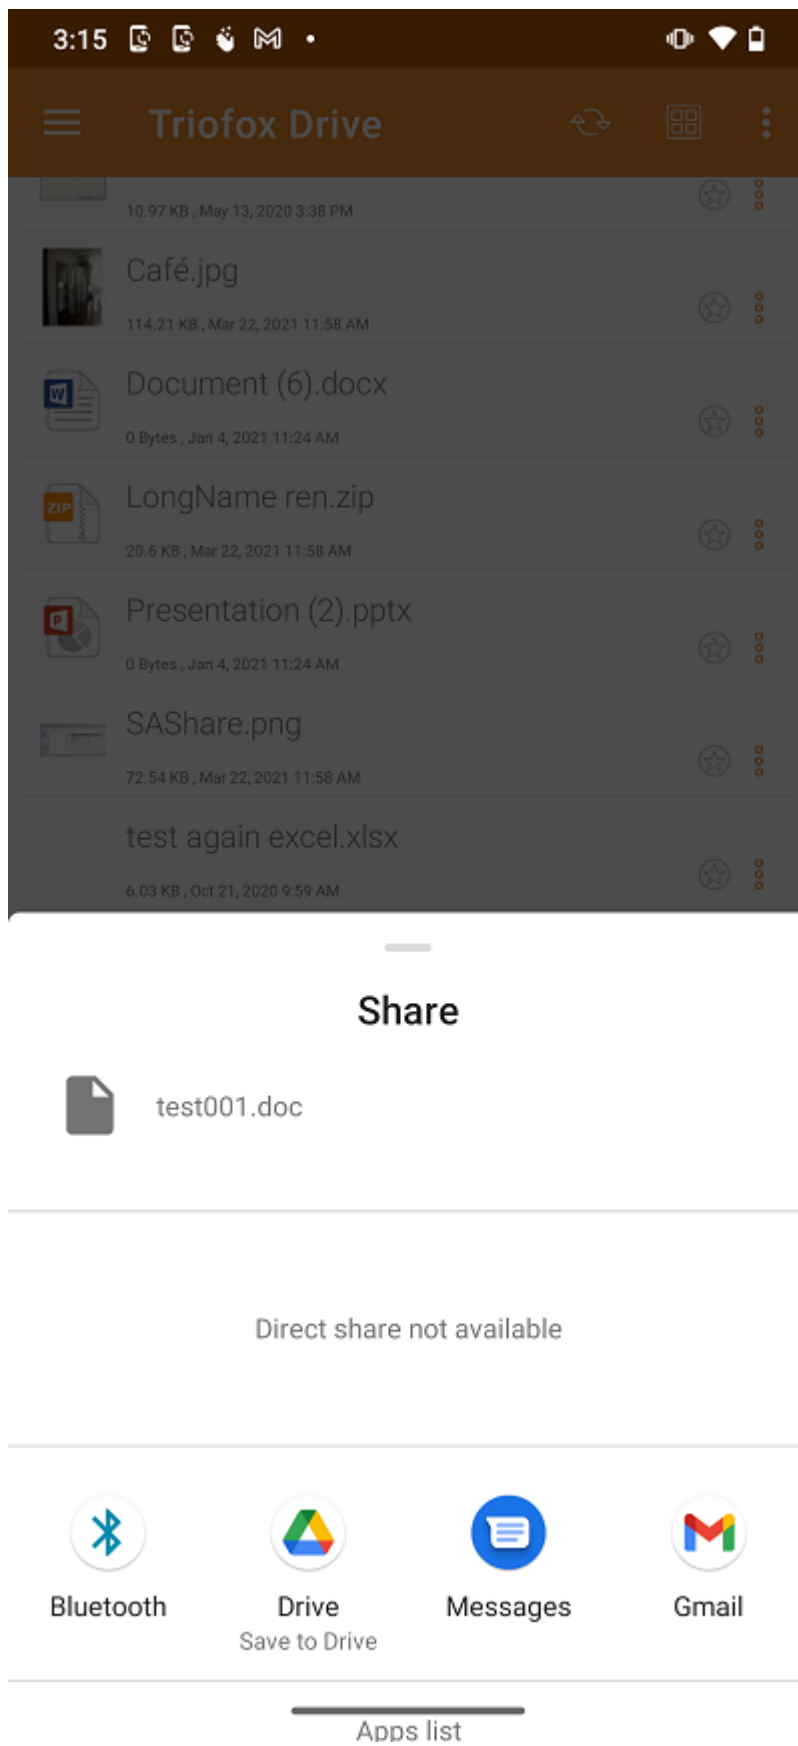 3:15
Triofox Drive
10.97 KB , May 13, 2020 3:38 PM
Café.jpg
114.21 KB , Mar 22, 2021 11:58 AM
W
Document (6).docx
0 Bytes , Jan 4, 2021 11:24 AM
ZIP
LongName ren.zip
20.6 KB , Mar 22, 2021 11:58 AM
P
Presentation (2).pptx
0 Bytes , Jan 4, 2021 11:24 AM
SAShare.png
72.54 KB , Mar 22, 2021 11:58 AM
test again excel.xlsx
6.03 KB , Oct 21, 2020 9:59 AM
Share
test001.doc
Direct share not available
Bluetooth Drive Messages Gmail
Save to Drive
Apps list